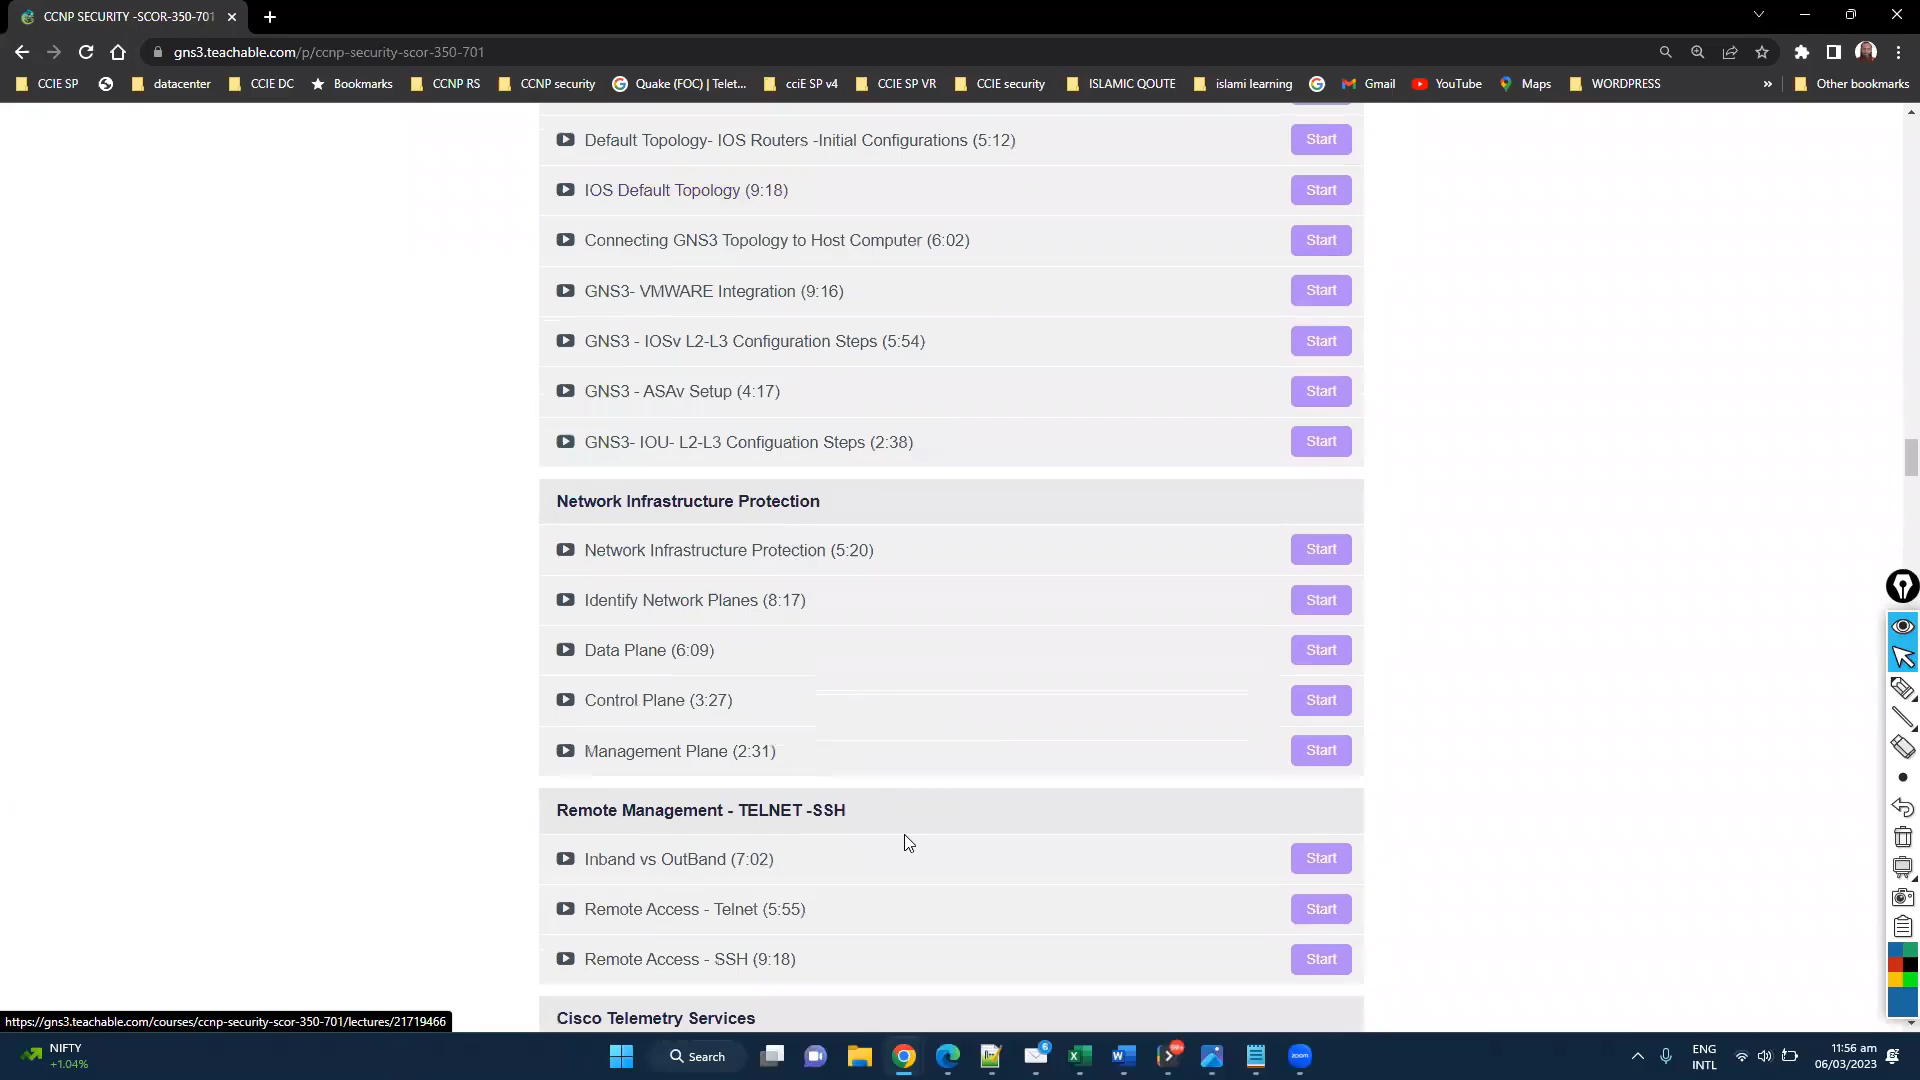 CCNP SECURITY -SCOR-350-701
gns3.teachable.com/p/ccnp-security-scor-350-701
CCIE SP
datacenter
CCIE DC
Bookmarks
CCNP RS
CCNP security
Quake (FOC) | Telet...
cciE SP v4
CCIE SP VR
CCIE security
ISLAMIC QOUTE
islami learning
Gmail
YouTube
Maps
WORDPRESS
»
Other bookmarks
Default Topology- IOS Routers -Initial Configurations (5:12)
Start
IOS Default Topology (9:18)
Start
Connecting GNS3 Topology to Host Computer (6:02)
Start
GNS3- VMWARE Integration (9:16)
Start
GNS3 - IOSv L2-L3 Configuration Steps (5:54)
Start
GNS3 - ASAv Setup (4:17)
Start
GNS3- IOU- L2-L3 Configuation Steps (2:38)
Start
Network Infrastructure Protection
Network Infrastructure Protection (5:20)
Start
Identify Network Planes (8:17)
Start
Data Plane (6:09)
Start
Control Plane (3:27)
Start
Management Plane (2:31)
Start
Remote Management - TELNET -SSH
Inband vs OutBand (7:02)
Start
Remote Access - Telnet (5:55)
Start
Remote Access - SSH (9:18)
Start
Cisco Telemetry Services
https://gns3.teachable.com/courses/ccnp-security-scor-350-701/lectures/21719466
NIFTY
+1.04%
Search
6
99+
zoom
ENG
INTL
11:56 am
06/03/2023